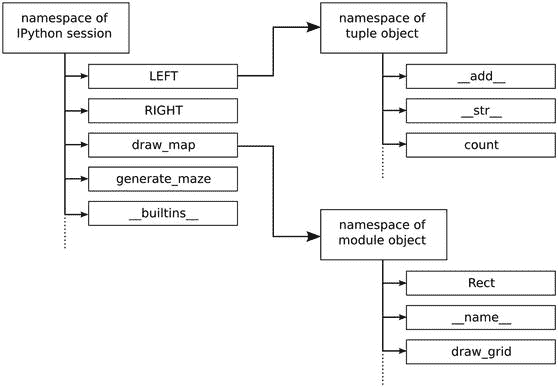 namespace of
IPython session
LEFT
RIGHT
draw_map
generate_maze
__builtins__
namespace of
tuple object
__add__
__str__
count
namespace of
module object
Rect
__name__
draw_grid